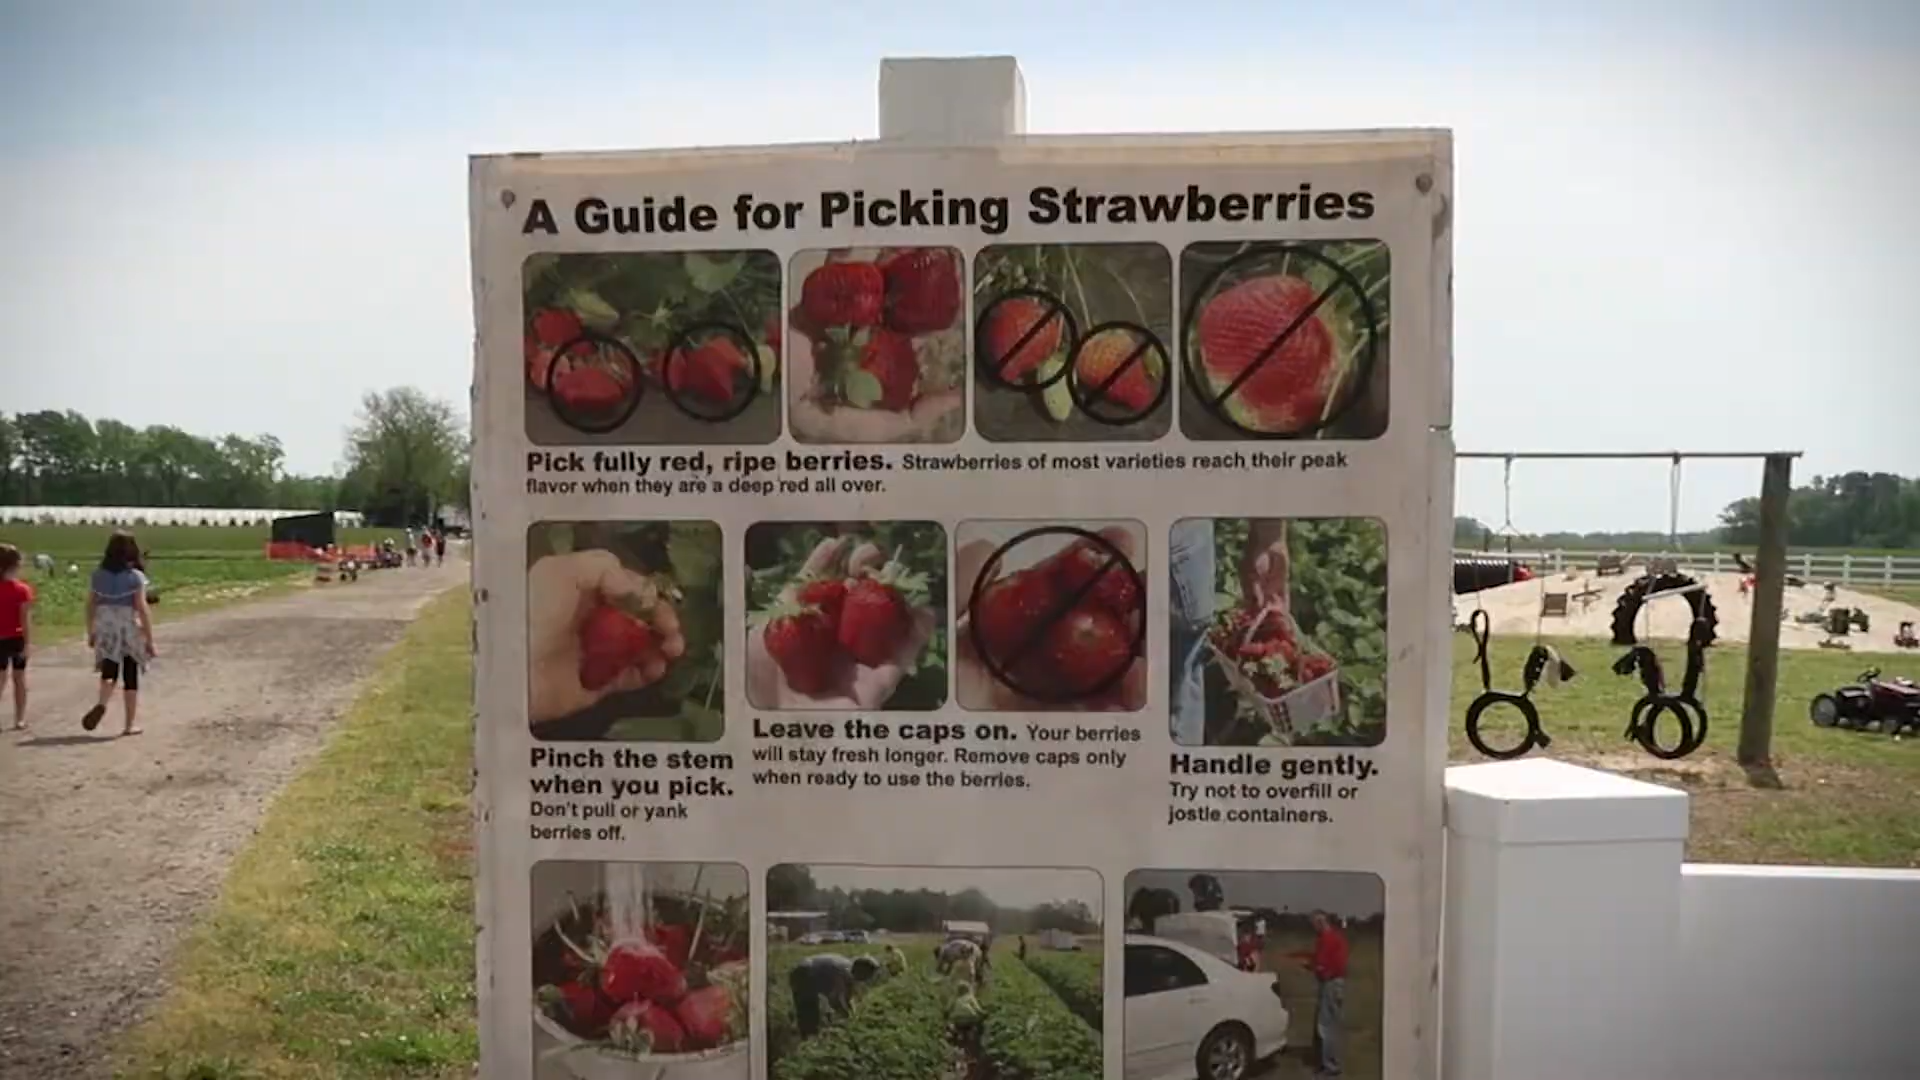 A Guide for Picking Strawberries
Pick fully red, ripe berries. Strawberries of most varieties reach their peak
flavor when they are a deep red all over.
Pinch the stem
when you pick.
Don't pull or yank
berries off.
Leave the caps on. Your berries
will stay fresh longer. Remove caps only
when ready to use the berries.
Handle gently.
Try not to overfill or
jostle containers.